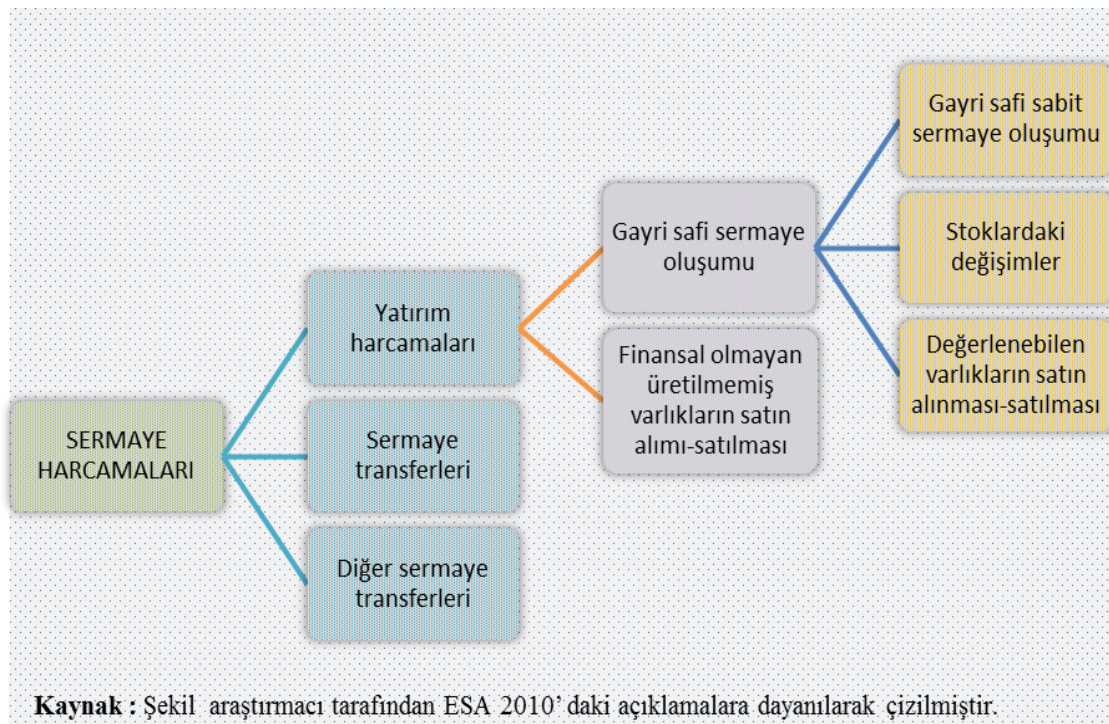 SERMAYE
HARCAMALARI
Yatırım
harcamaları
Sermaye
transferleri
Diğer sermaye
transferleri
Gayri safi sermaye
oluşumu
Finansal olmayan
üretilmemiş
varlıkların satın
alımı-satılması
Gayri safi sabit
sermaye oluşumu
Stoklardaki
değişimler
Değerlenebilen
varlıkların satın
alınması-satılması
Kaynak : Şekil araştırmacı tarafından ESA 2010’ daki açıklamalara dayanılarak çizilmiştir.